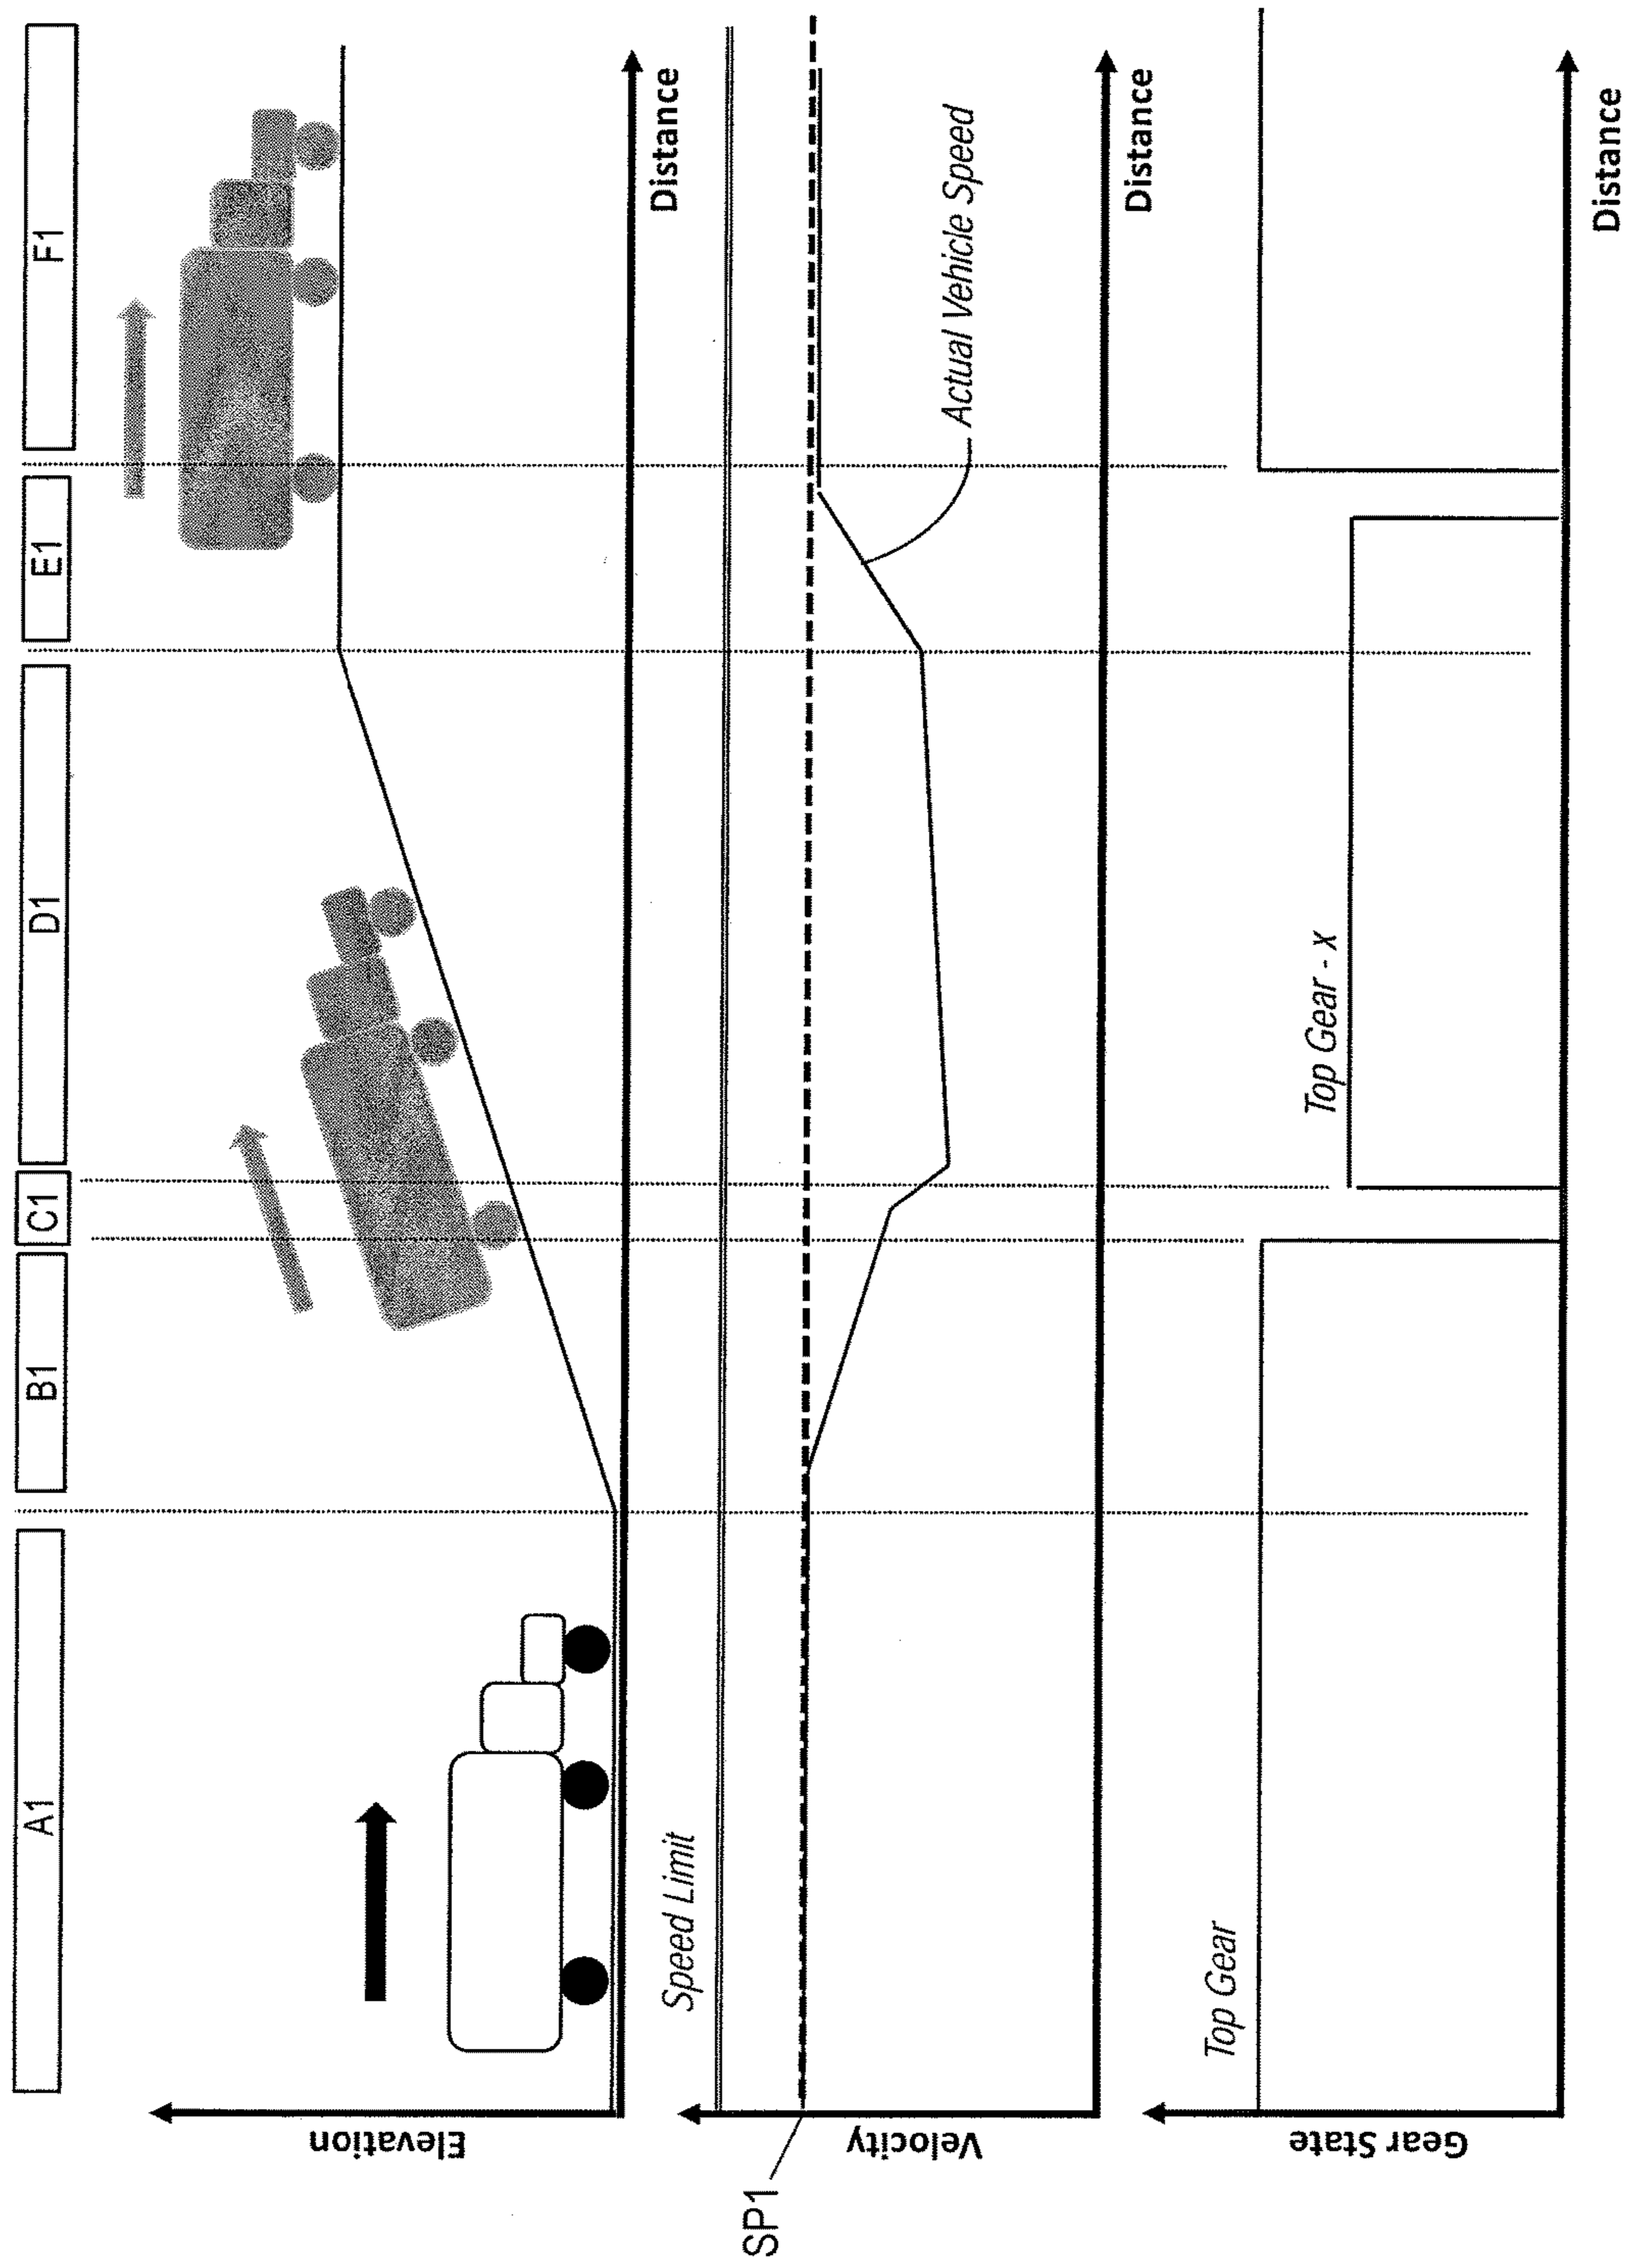 A1
B1
C1
D1
E1
F1
Elevation
Distance
Speed Limit
SP1
Velocity
Actual Vehicle Speed
Distance
Top Gear
Top Gear - X
Gear State
Distance